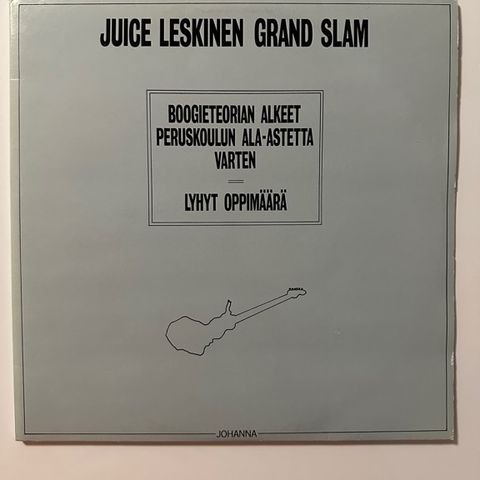 JUICE LESKINEN GRAND SLAM
BOOGIETEORIAN ALKEET
PERUSKOULUN ALA-ASTETTA
VARTEN
LYHYT OPPIMÄÄRÄ
JOHANNA